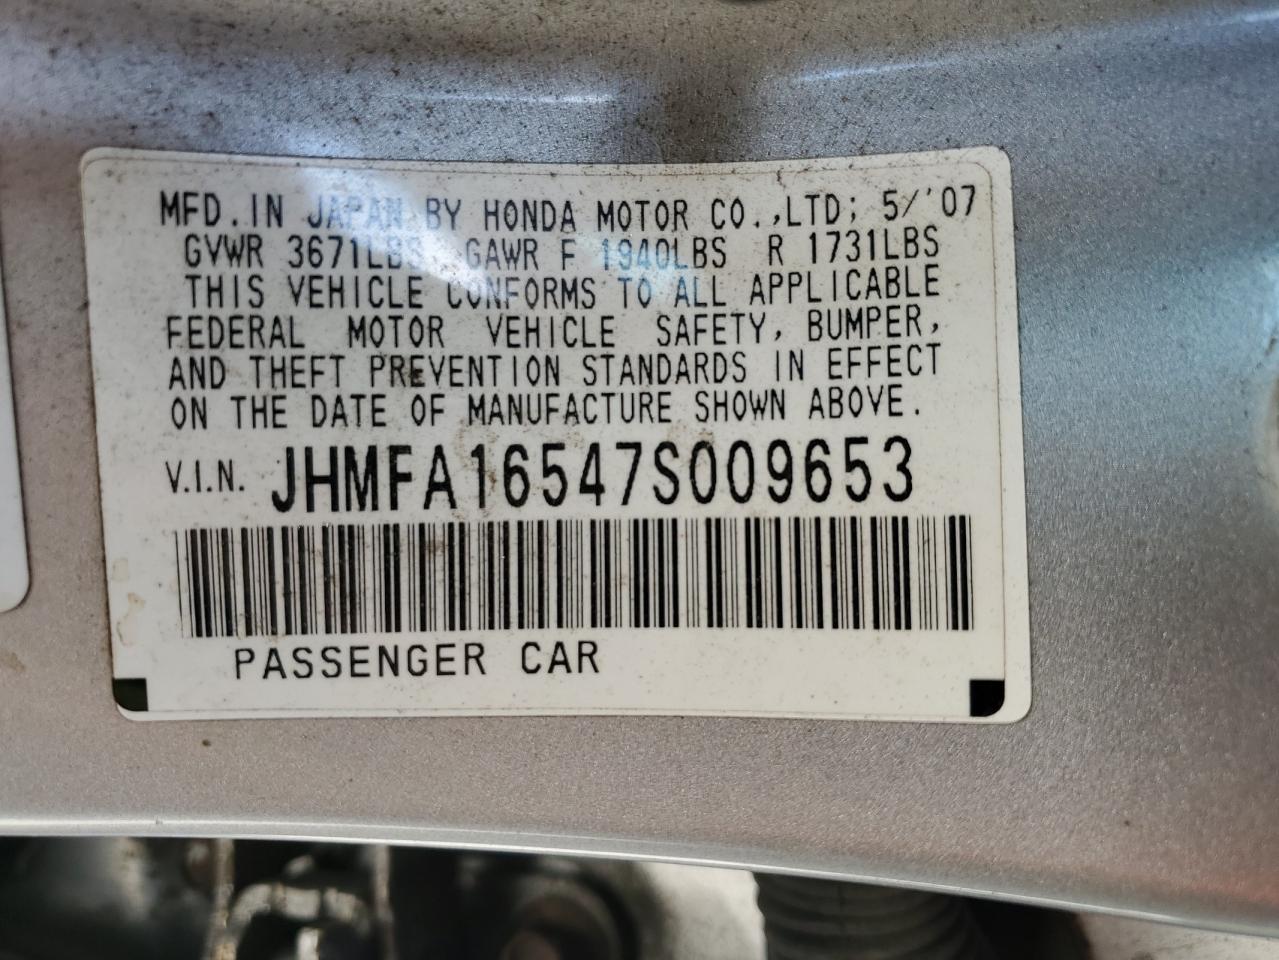 MFD. IN JAPAN BY HONDA MOTOR CO.,LTD; 5/'07
GVWR 3671LBS GAWR F 1940LBS R 1731LBS
THIS VEHICLE CONFORMS TO ALL APPLICABLE
FEDERAL MOTOR VEHICLE SAFETY, BUMPER,
AND THEFT PREVENTION STANDARDS IN EFFECT
ON THE DATE OF MANUFACTURE SHOWN ABOVE.
V.I.N. JHMFA16547S009653
PASSENGER CAR